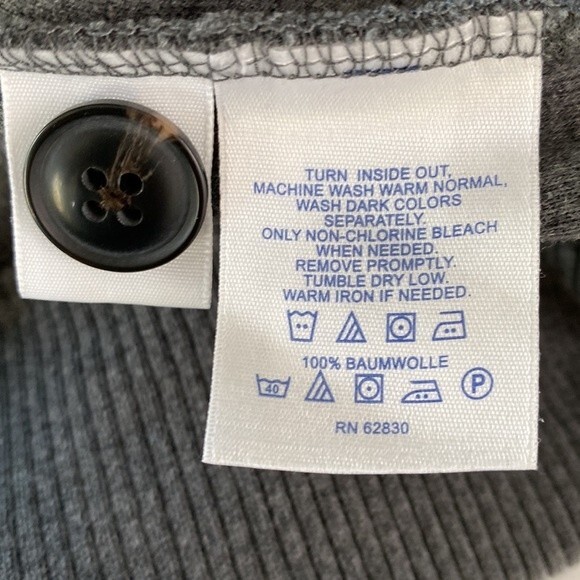 TURN INSIDE OUT,
MACHINE WASH WARM NORMAL,
WASH DARK COLORS
SEPARATELY.
ONLY NON-CHLORINE BLEACH
WHEN NEEDED.
REMOVE PROMPTLY.
TUMBLE DRY LOW.
WARM IRON IF NEEDED.
100% BAUMWOLLE
40 P
RN 62830